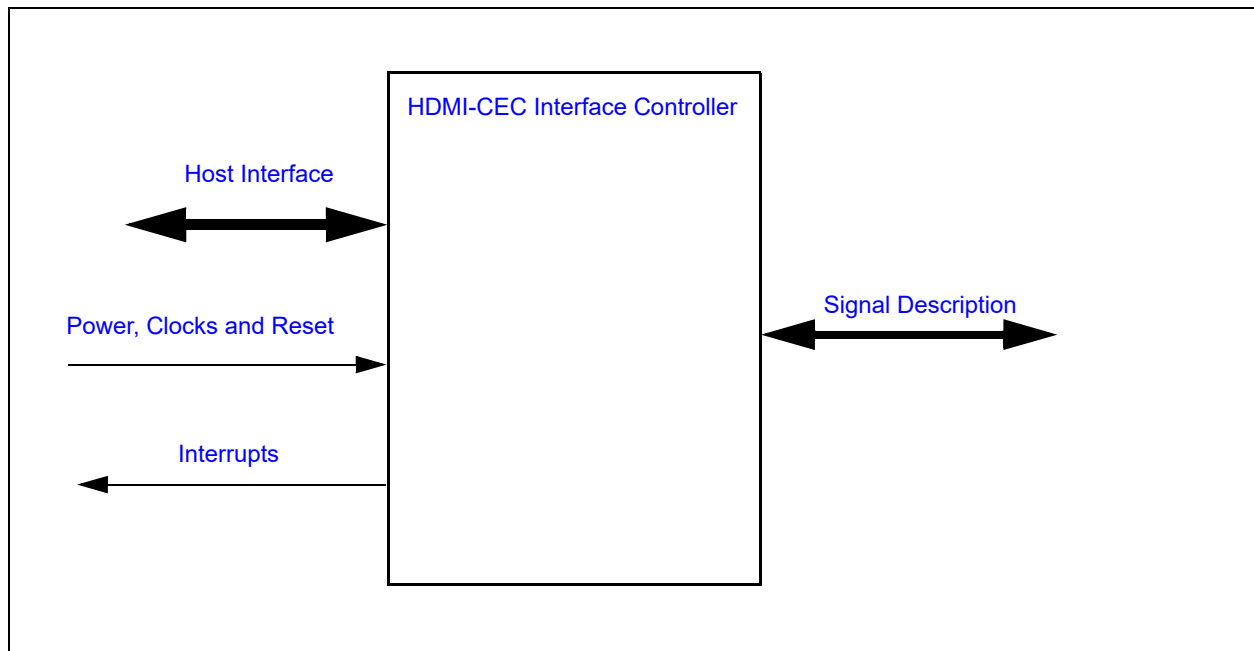 HDMI-CEC Interface Controller
Host Interface
Signal Description
Power, Clocks and Reset
Interrupts